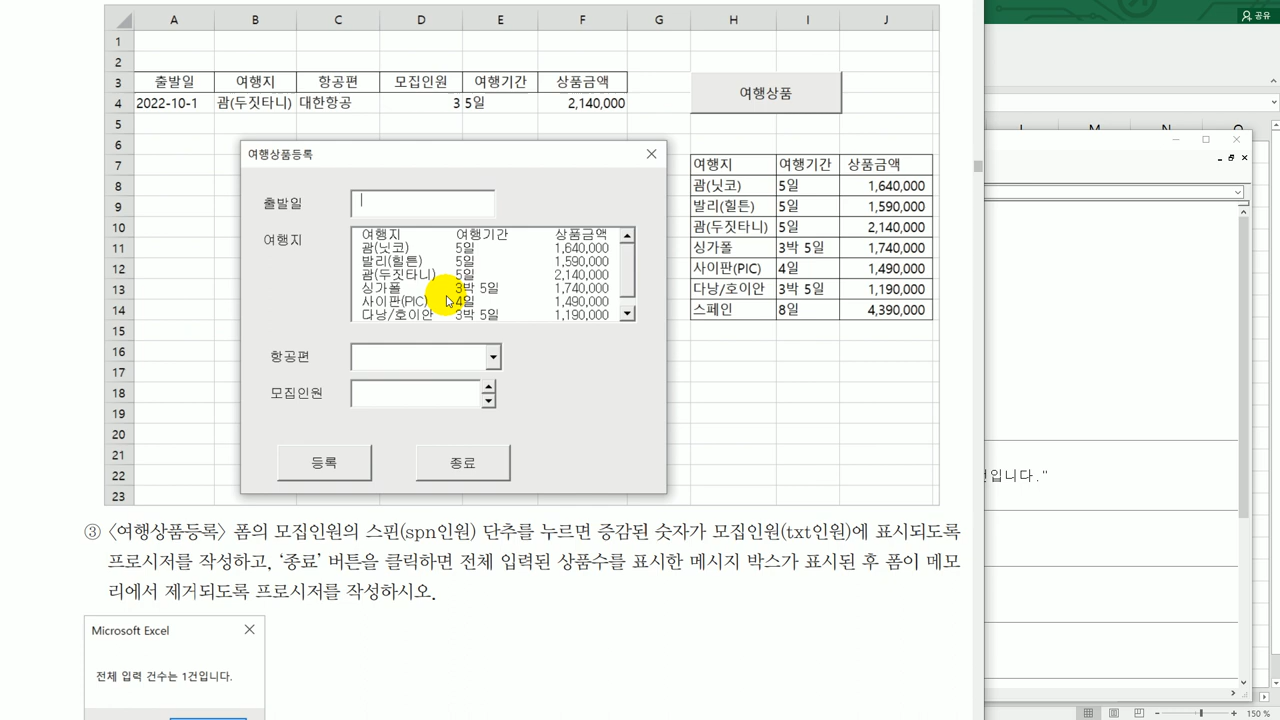 공유
A B C D E F G H I J
1
2
3 출발일 여행지 항공편 모집인원 여행기간 상품금액 여행상품
4 2022-10-1 괌(두짓타니) 대한항공 3 5일 2,140,000
5
6
7 여행지 여행기간 상품금액
8 괌(닛코) 5일 1,640,000
9 발리(힐튼) 5일 1,590,000
10 괌(두짓타니) 5일 2,140,000
11 싱가폴 3박 5일 1,740,000
12 사이판(PIC) 4일 1,490,000
13 다낭/호이안 3박 5일 1,190,000
14 스페인 8일 4,390,000
15
16
17
18
19
20
21
22
23
여행상품등록
출발일
여행지
여행지 여행기간 상품금액
괌(닛코) 5일 1,640,000
발리(힐튼) 5일 1,590,000
괌(두짓타니) 5일 2,140,000
싱가폴 3박 5일 1,740,000
사이판(PIC) 4일 1,490,000
다낭/호이안 3박 5일 1,190,000
항공편
모집인원
등록 종료
③ 〈여행상품등록〉 폼의 모집인원의 스핀(spn인원) 단추를 누르면 증감된 숫자가 모집인원(txt인원)에 표시되도록
프로시저를 작성하고, ‘종료’ 버튼을 클릭하면 전체 입력된 상품수를 표시한 메시지 박스가 표시된 후 폼이 메모
리에서 제거되도록 프로시저를 작성하시오.
Microsoft Excel
전체 입력 건수는 1건입니다.
입니다."
150 %